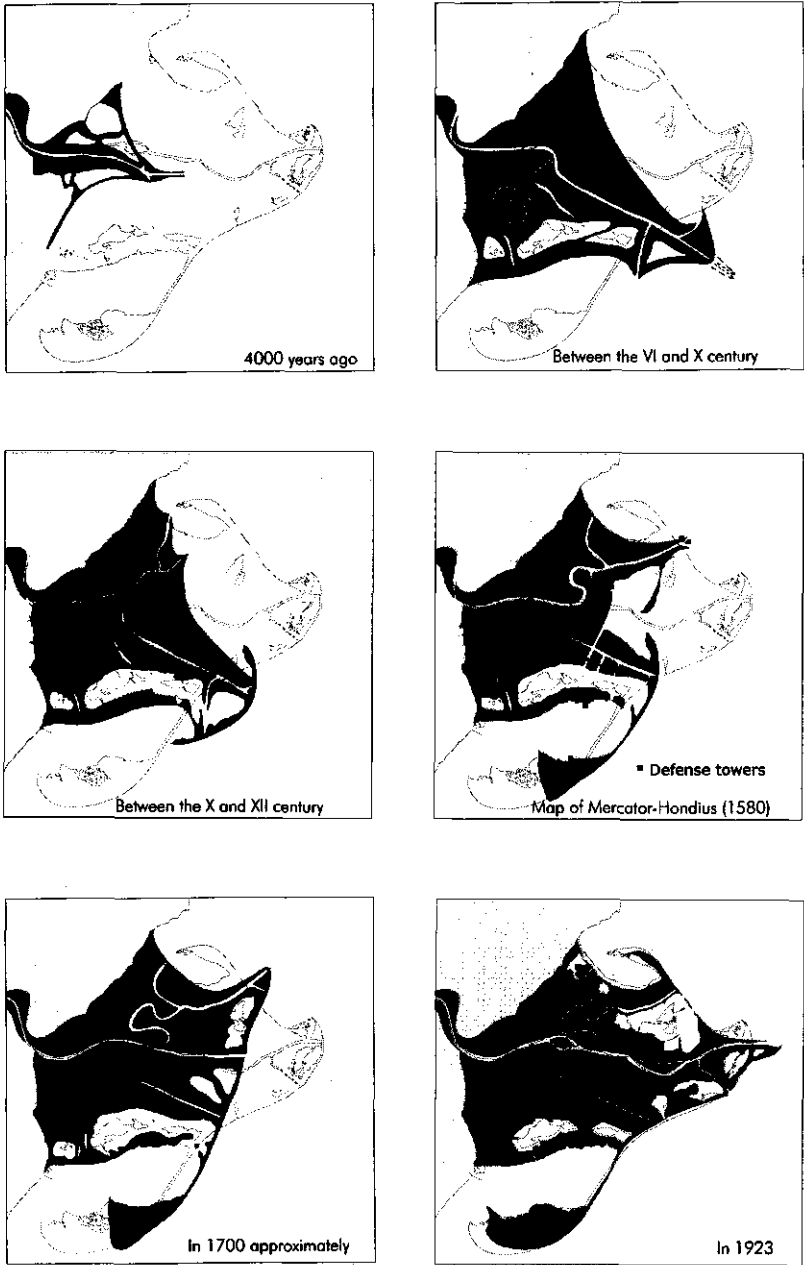 4000 years ago
Between the VI and X century
Between the X and XII century
▪ Defense towers
Map of Mercator-Hondius (1580)
In 1700 approximately
In 1923